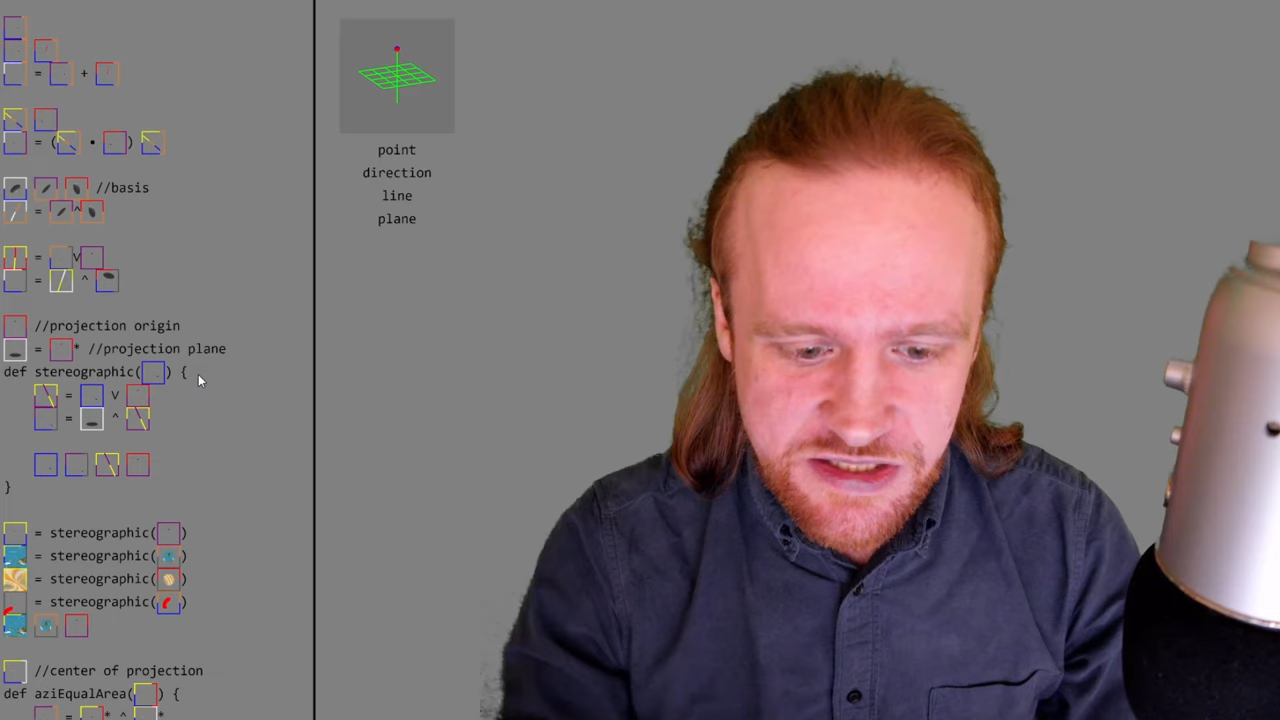 = +
= ( • )
//basis
= ^
= V
= ^
//projection origin
= * //projection plane
def stereographic( ) {
= V
= ^
}
= stereographic( )
= stereographic( )
= stereographic( )
= stereographic( )
//center of projection
def aziEqualArea( ) {
= * ^ *
point
direction
line
plane